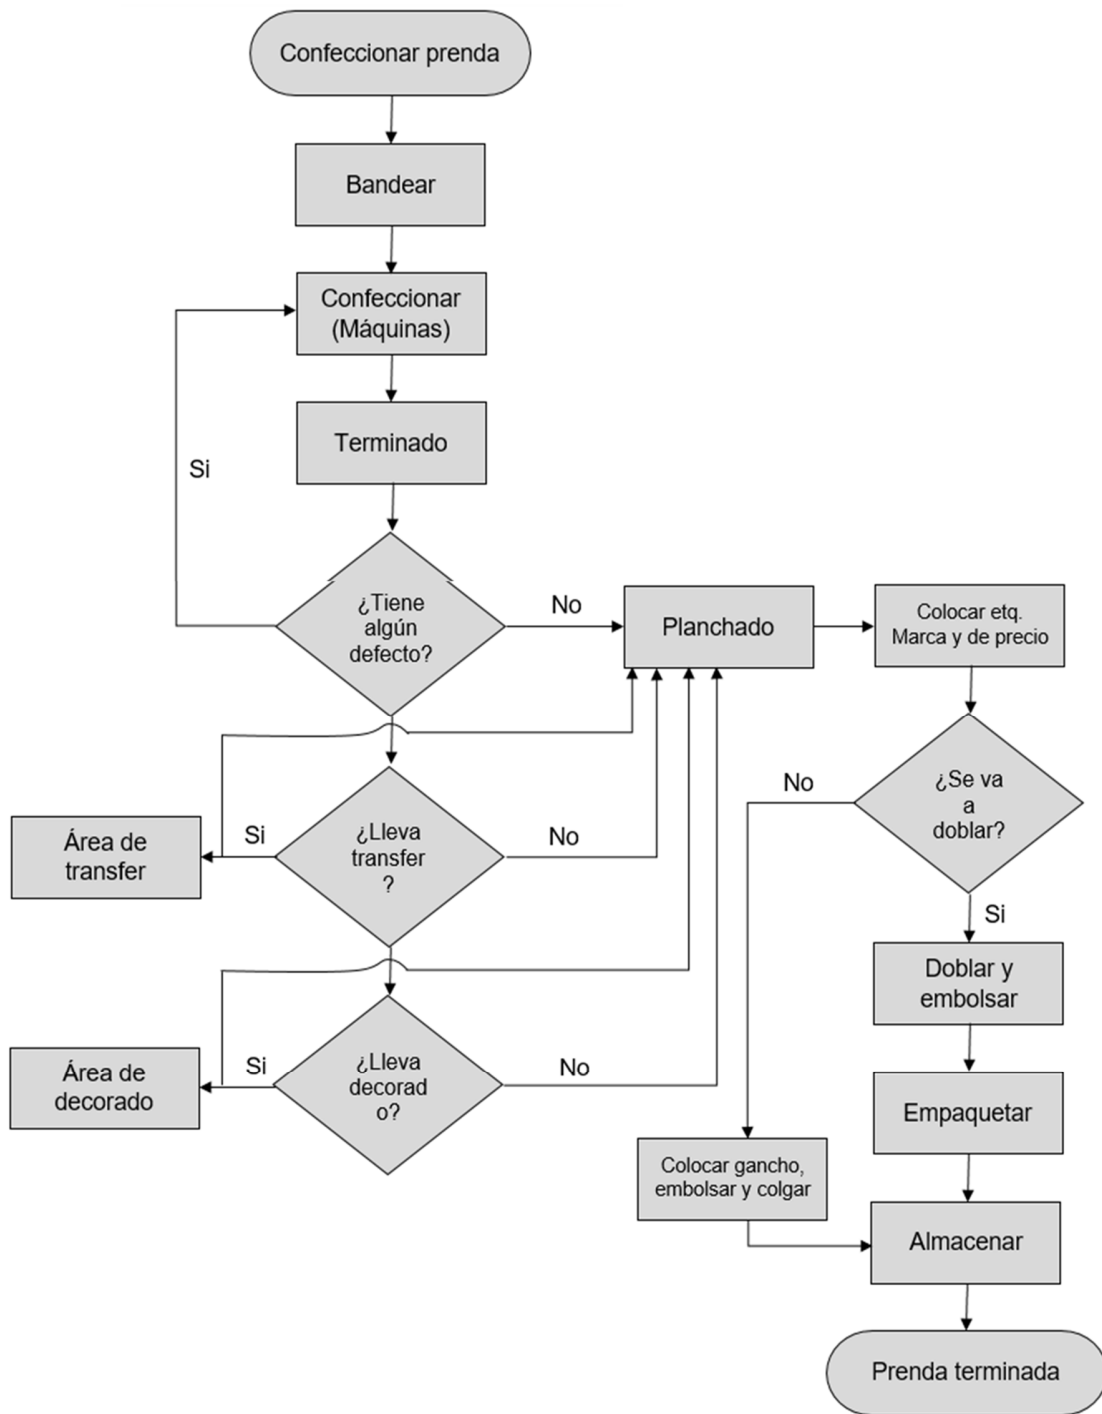 Confeccionar prenda
Bandear
Confeccionar
(Máquinas)
Terminado
Si
¿Tiene
algún
defecto?
No
Planchado
Colocar etq.
Marca y de precio
¿Se va
a
doblar?
No
Si
Área de
transfer
Si
¿Lleva
transfer
?
No
Doblar y
embolsar
Área de
decorado
Si
¿Lleva
decorad
o?
No
Empaquetar
Colocar gancho,
embolsar y colgar
Almacenar
Prenda terminada